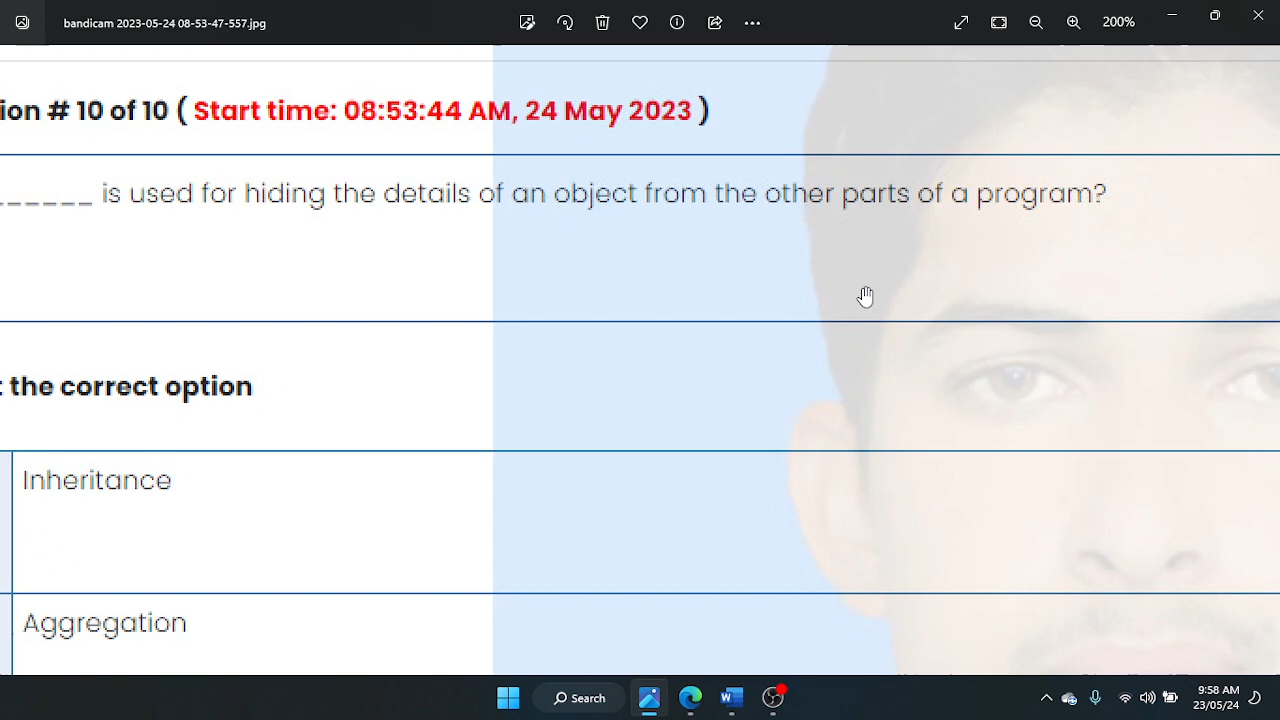 bandicam 2023-05-24 08-53-47-557.jpg
200%
ion # 10 of 10 ( Start time: 08:53:44 AM, 24 May 2023 )
______ is used for hiding the details of an object from the other parts of a program?
the correct option
Inheritance
Aggregation
Search
9:58 AM
23/05/24